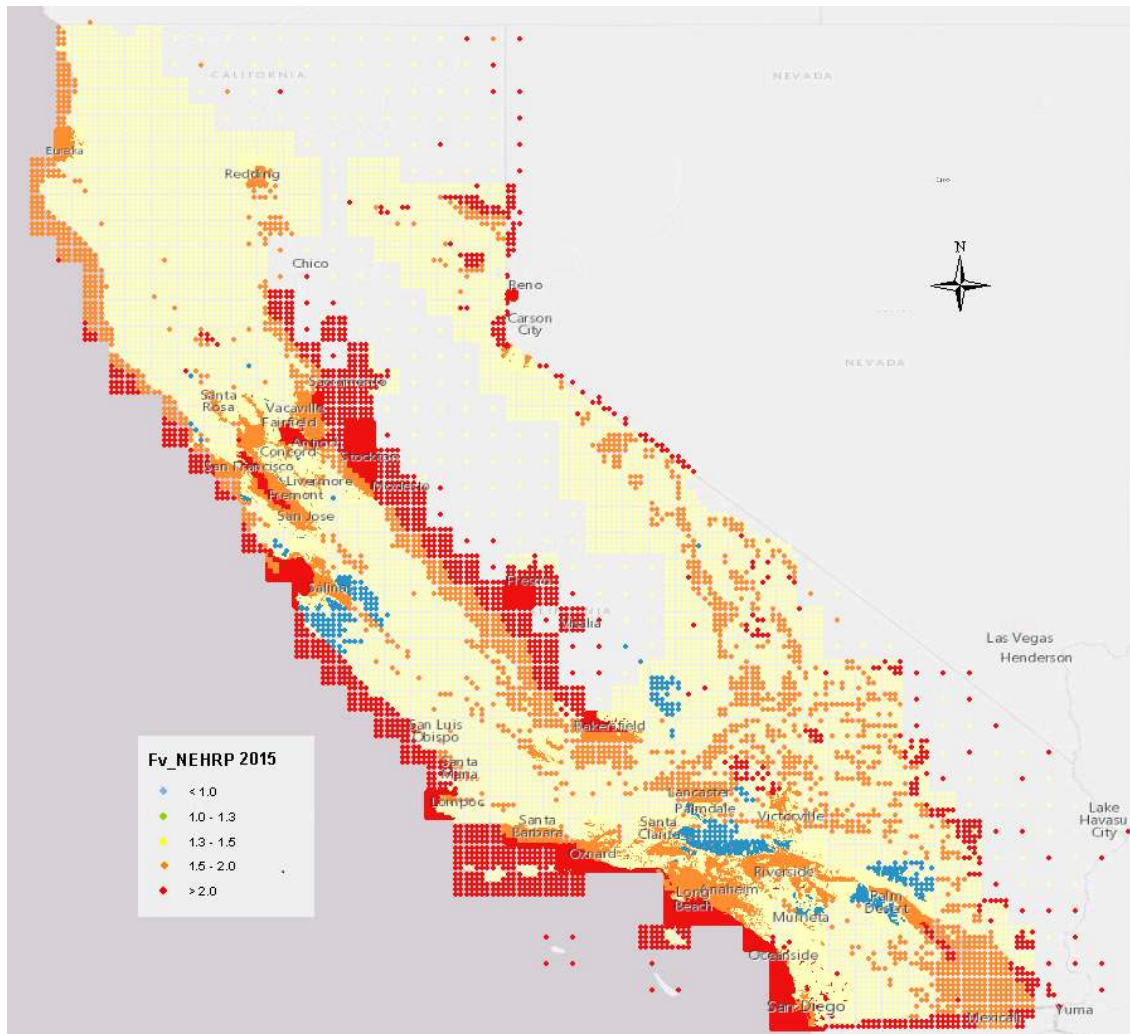 CALIFORNIA
NEVADA
Eureka
Redding
N
Chico
Reno
Carson
City
NEVADA
Sacramento
Santa
Rosa
Vacaville
Fairfield
Antioch
Concord
Stockton
San Francisco
Livermore
Modesto
Fremont
San Jose
Fresno
Salinas
CALIFORNIA
Visalia
Las Vegas
Henderson
San Luis
Obispo
Bakersfield
Santa
Maria
Lompoc
Lancaster
Palmdale
Victorville
Lake
Havasu
City
Santa
Barbara
Santa
Clarita
Oxnard
Riverside
Long
Beach
Anaheim
Palm
Desert
Murrieta
Oceanside
San Diego
Mexicali
Yuma
Fv_NEHRP 2015
< 1.0
1.0 - 1.3
1.3 - 1.5
1.5 - 2.0
> 2.0